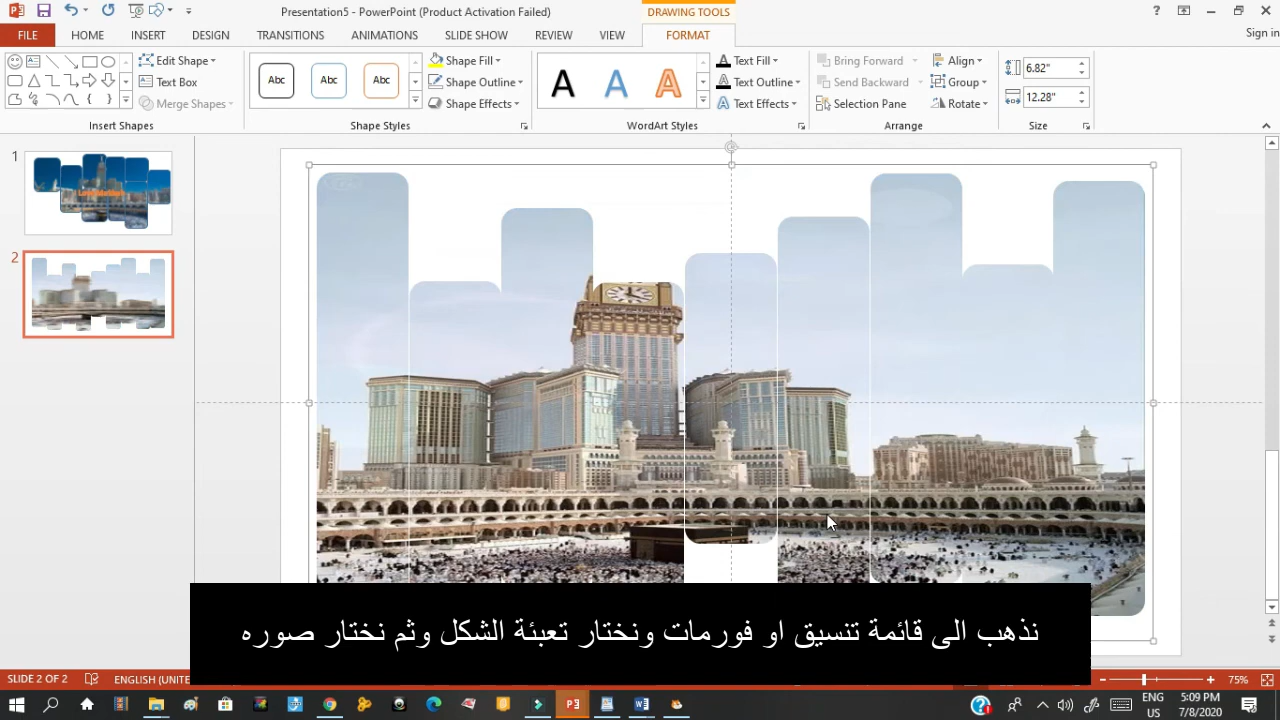 Presentation5 - PowerPoint (Product Activation Failed)
DRAWING TOOLS
?
FILE
HOME
INSERT
DESIGN
TRANSITIONS
ANIMATIONS
SLIDE SHOW
REVIEW
VIEW
FORMAT
Sign in
Edit Shape
Text Box
Merge Shapes
Insert Shapes
Abc
Abc
Abc
Shape Fill
Shape Outline
Shape Effects
Shape Styles
A
A
A
Text Fill
Text Outline
Text Effects
WordArt Styles
Bring Forward
Send Backward
Selection Pane
Align
Group
Rotate
Arrange
6.82"
12.28"
Size
1
2
نذهب الى قائمة تنسيق او فورمات ونختار تعبئة الشكل وثم نختار صوره
SLIDE 2 OF 2
ENGLISH (UNITE
75%
ENG
US
5:09 PM
7/8/2020